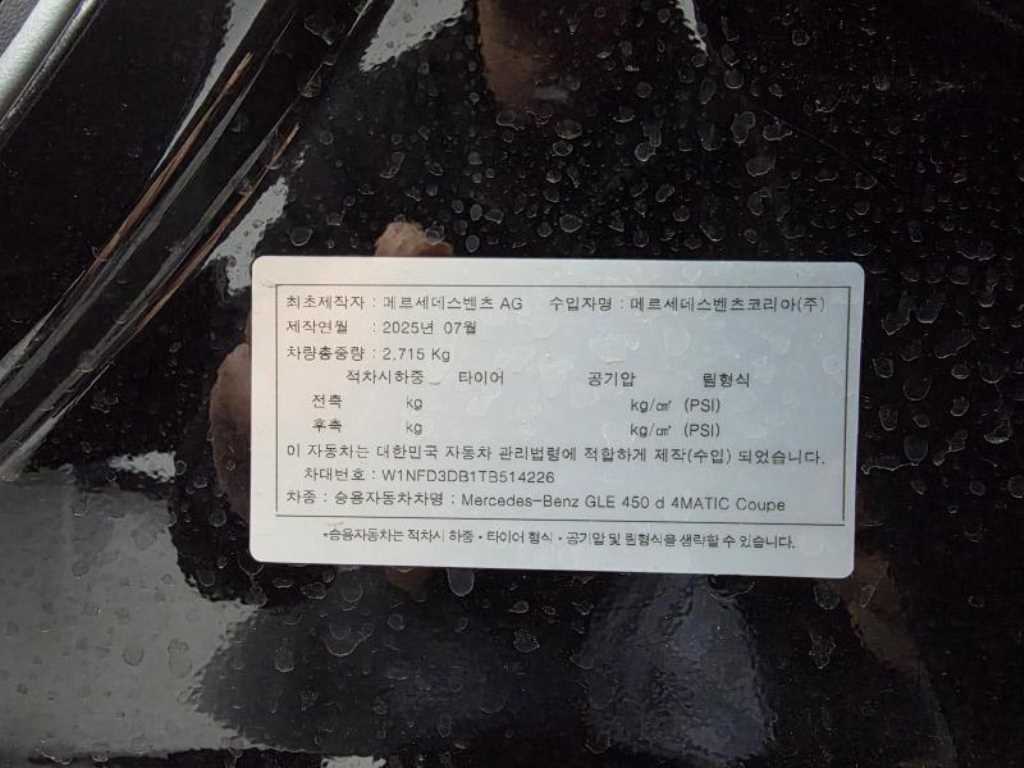 최초제작자 : 메르세데스벤츠 AG 수입자명 : 메르세데스벤츠코리아(주)
제작연월 : 2025년 07월
차량총중량 : 2,715 Kg
적차시하중 타이어 공기압 림형식
전축 kg kg/㎠ (PSI)
후축 kg kg/㎠ (PSI)
이 자동차는 대한민국 자동차 관리법령에 적합하게 제작(수입) 되었습니다.
차대번호 : W1NFD3DB1TB514226
차종 : 승용자동차차명 : Mercedes-Benz GLE 450 d 4MATIC Coupe
*승용자동차는 적차시 하중·타이어 형식·공기압 및 림형식을 생략할 수 있습니다.